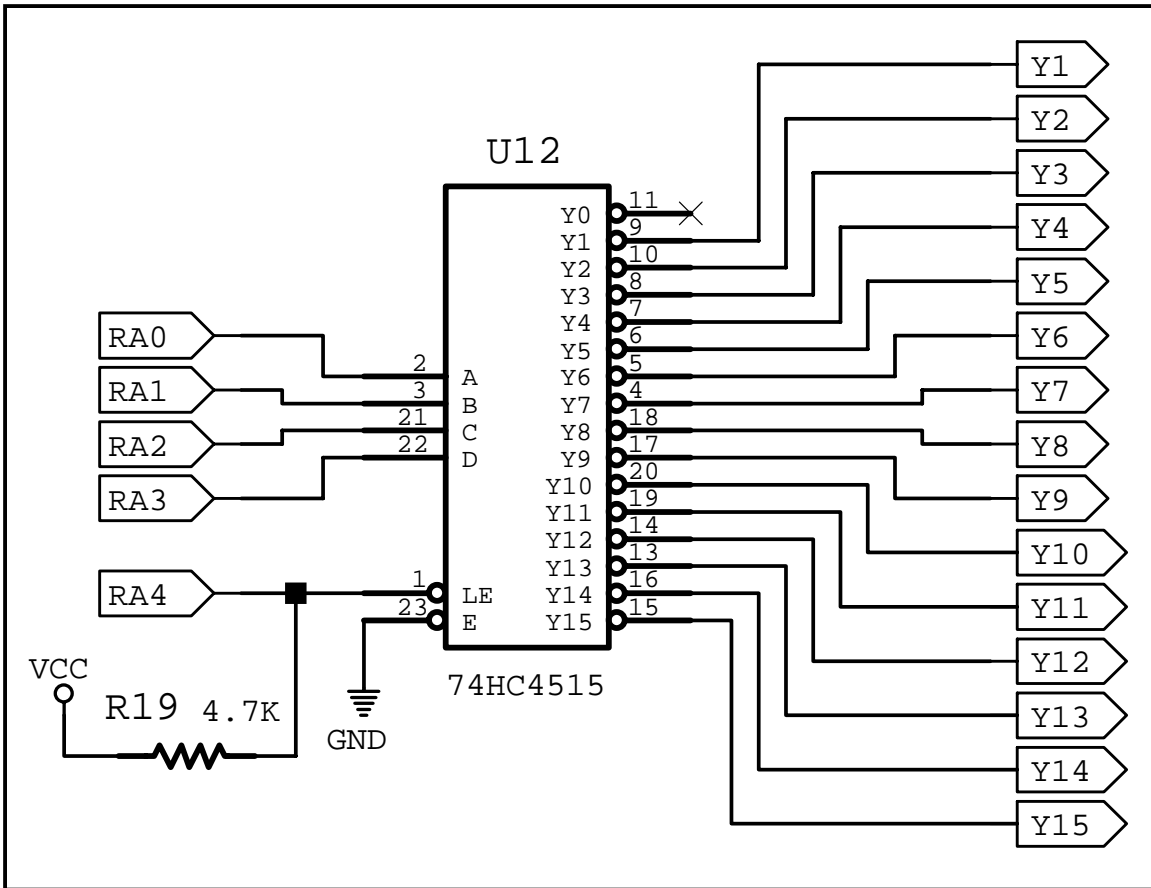 U12
RA0
RA1
RA2
RA3
RA4
2
3
21
22
1
23
A
B
C
D
LE
E
Y0
Y1
Y2
Y3
Y4
Y5
Y6
Y7
Y8
Y9
Y10
Y11
Y12
Y13
Y14
Y15
11
9
10
8
7
6
5
4
18
17
20
19
14
13
16
15
74HC4515
VCC
R19 4.7K
GND
Y1
Y2
Y3
Y4
Y5
Y6
Y7
Y8
Y9
Y10
Y11
Y12
Y13
Y14
Y15